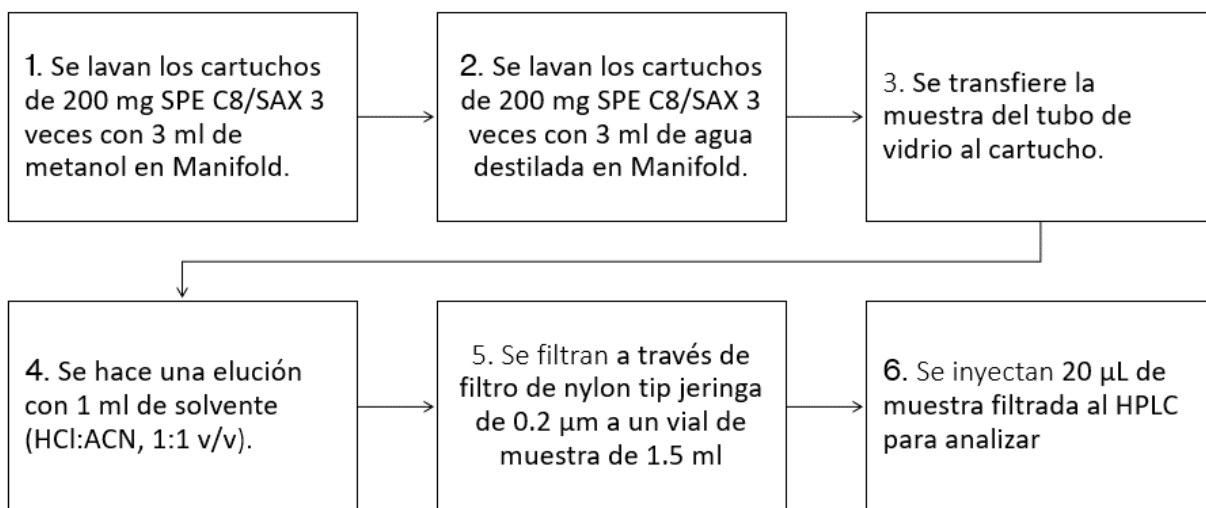 1. Se lavan los cartuchos
de 200 mg SPE C8/SAX 3
veces con 3 ml de
metanol en Manifold.
2. Se lavan los cartuchos
de 200 mg SPE C8/SAX 3
veces con 3 ml de agua
destilada en Manifold.
3. Se transfiere la
muestra del tubo de
vidrio al cartucho.
4. Se hace una elución
con 1 ml de solvente
(HCl:ACN, 1:1 v/v).
5. Se filtran a través de
filtro de nylon tip jeringa
de 0.2 μm a un vial de
muestra de 1.5 ml
6. Se inyectan 20 μL de
muestra filtrada al HPLC
para analizar